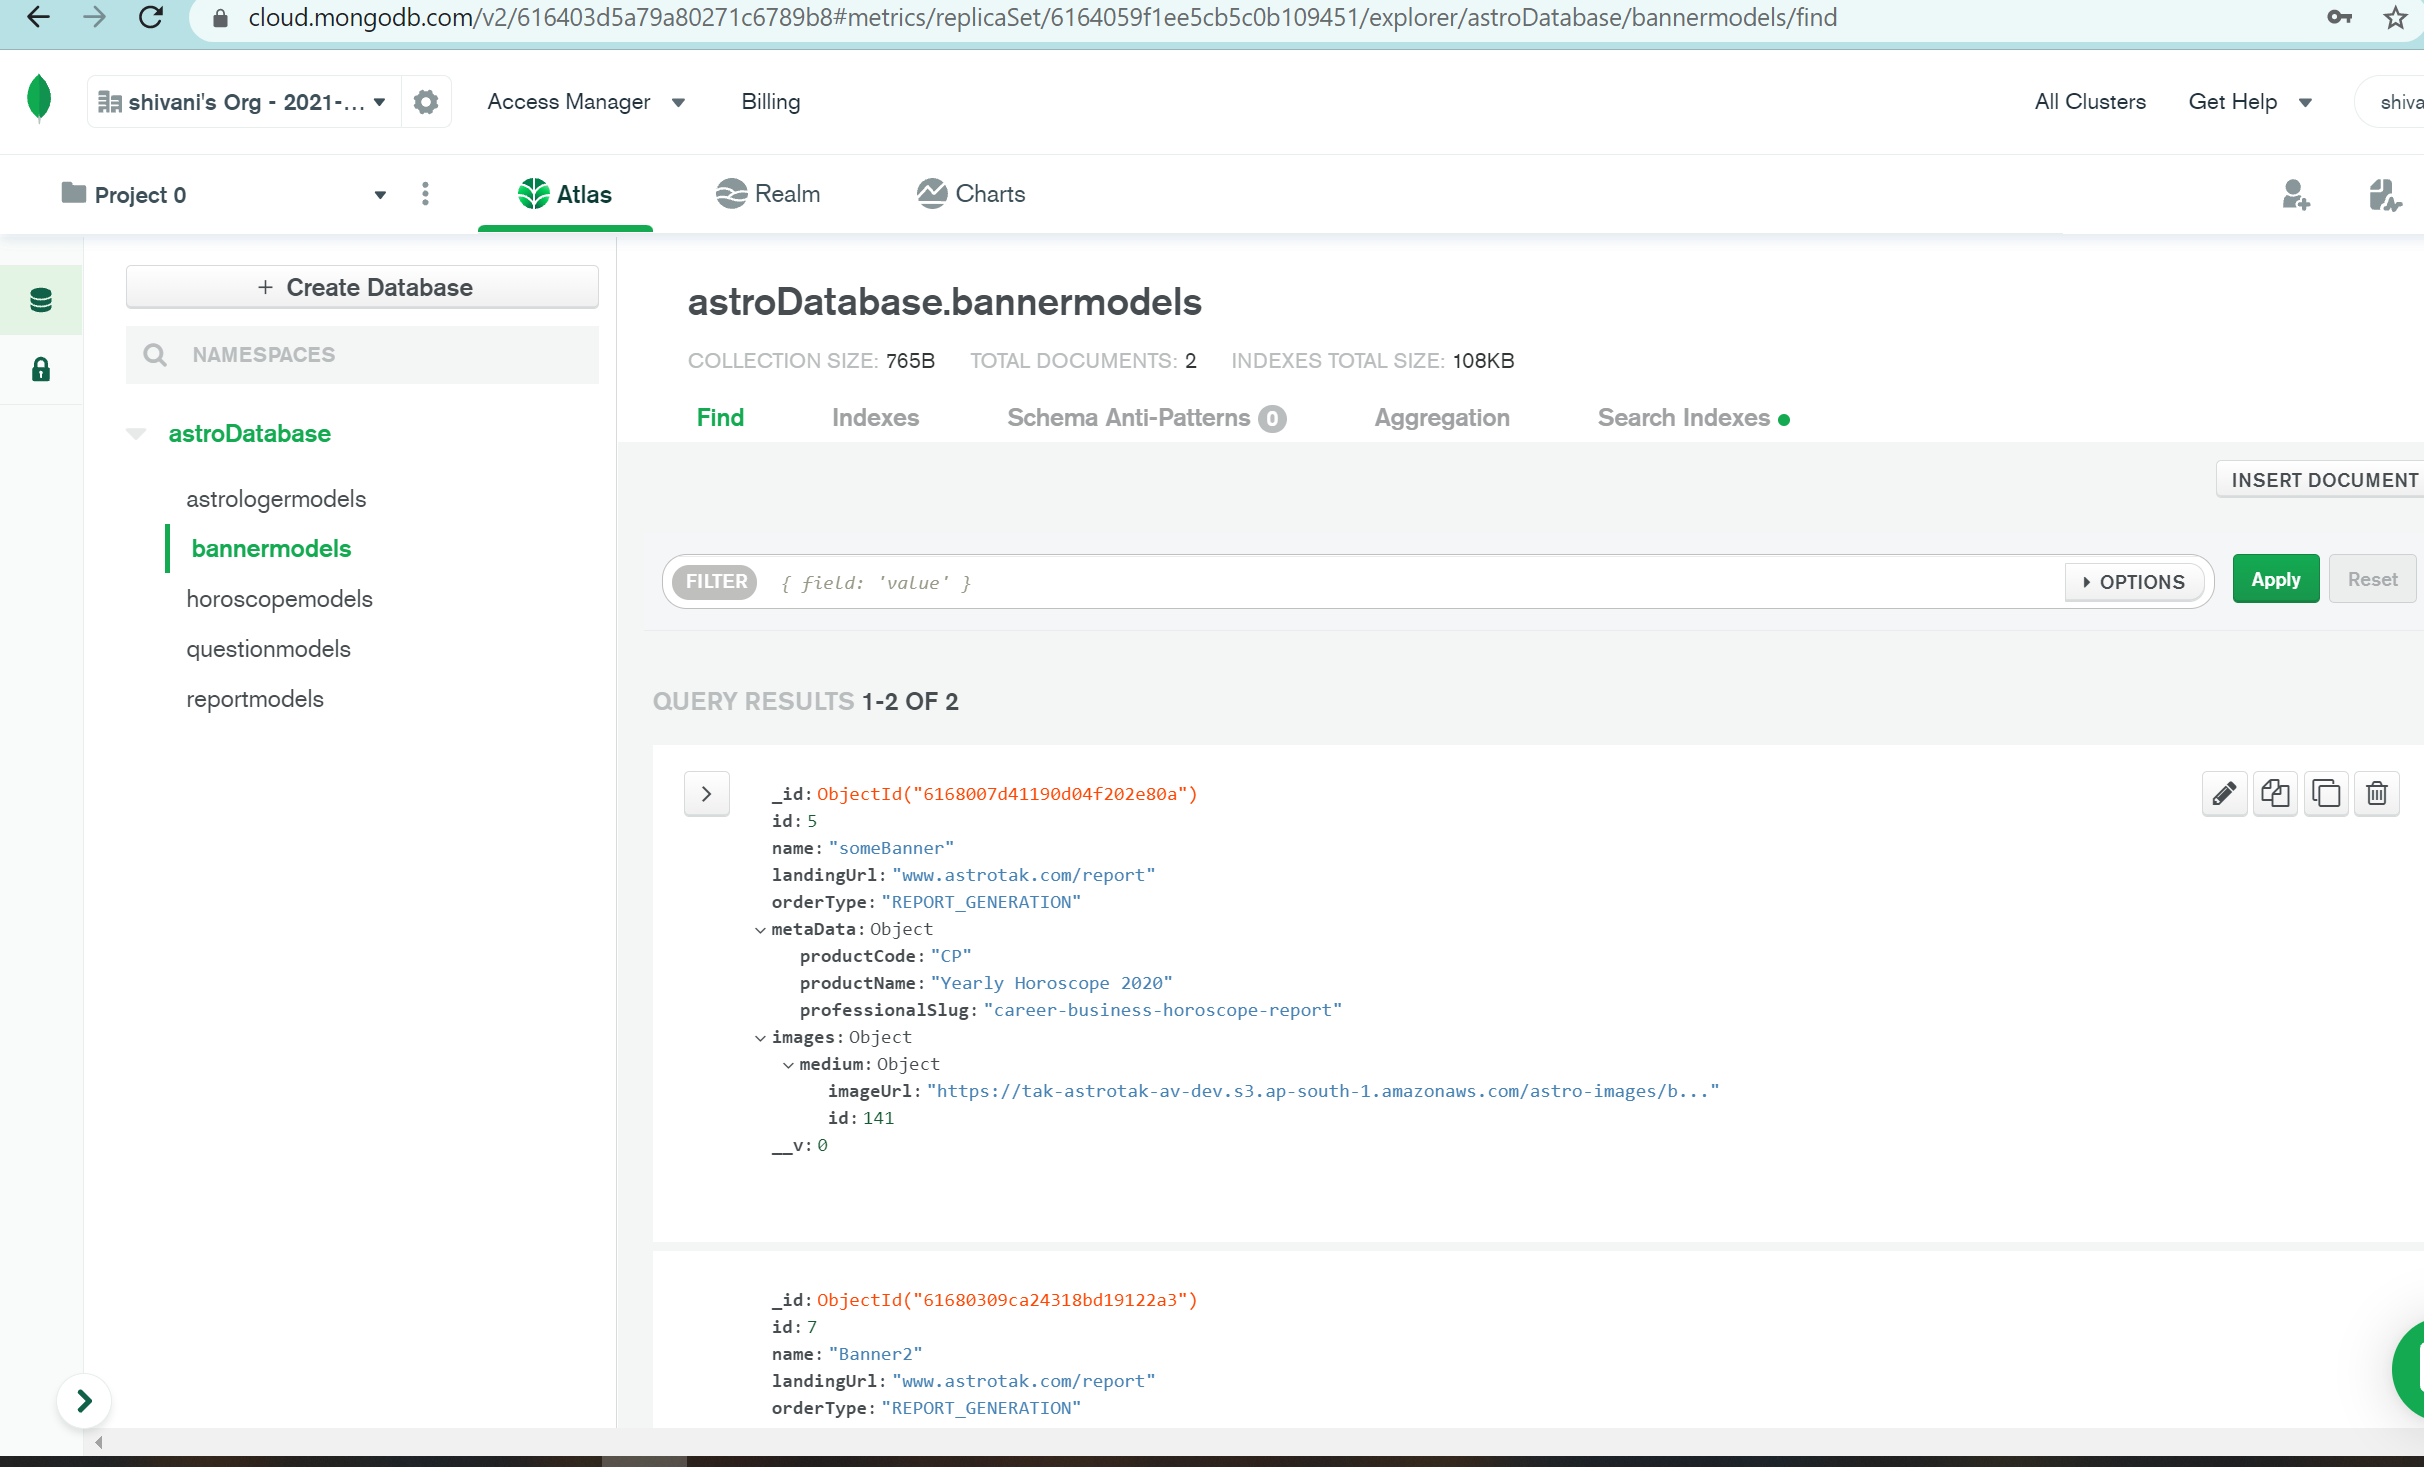 cloud.mongodb.com/v2/616403d5a79a80271c6789b8#metrics/replicaSet/6164059f1ee5cb5c0b109451/explorer/astroDatabase/bannermodels/find
shivani's Org - 2021-... Access Manager Billing All Clusters Get Help shiva
Project 0 Atlas Realm Charts
+ Create Database
NAMESPACES
astroDatabase
astrologermodels
bannermodels
horoscopemodels
questionmodels
reportmodels
astroDatabase.bannermodels
COLLECTION SIZE: 765B TOTAL DOCUMENTS: 2 INDEXES TOTAL SIZE: 108KB
Find Indexes Schema Anti-Patterns 0 Aggregation Search Indexes
INSERT DOCUMENT
FILTER { field: 'value' } OPTIONS Apply Reset
QUERY RESULTS 1-2 OF 2
_id: ObjectId("6168007d41190d04f202e80a")
id: 5
name: "someBanner"
landingUrl: "www.astrotak.com/report"
orderType: "REPORT_GENERATION"
metaData: Object
productCode: "CP"
productName: "Yearly Horoscope 2020"
professionalSlug: "career-business-horoscope-report"
images: Object
medium: Object
imageUrl: "https://tak-astrotak-av-dev.s3.ap-south-1.amazonaws.com/astro-images/b..."
id: 141
__v: 0
_id: ObjectId("61680309ca24318bd19122a3")
id: 7
name: "Banner2"
landingUrl: "www.astrotak.com/report"
orderType: "REPORT_GENERATION"